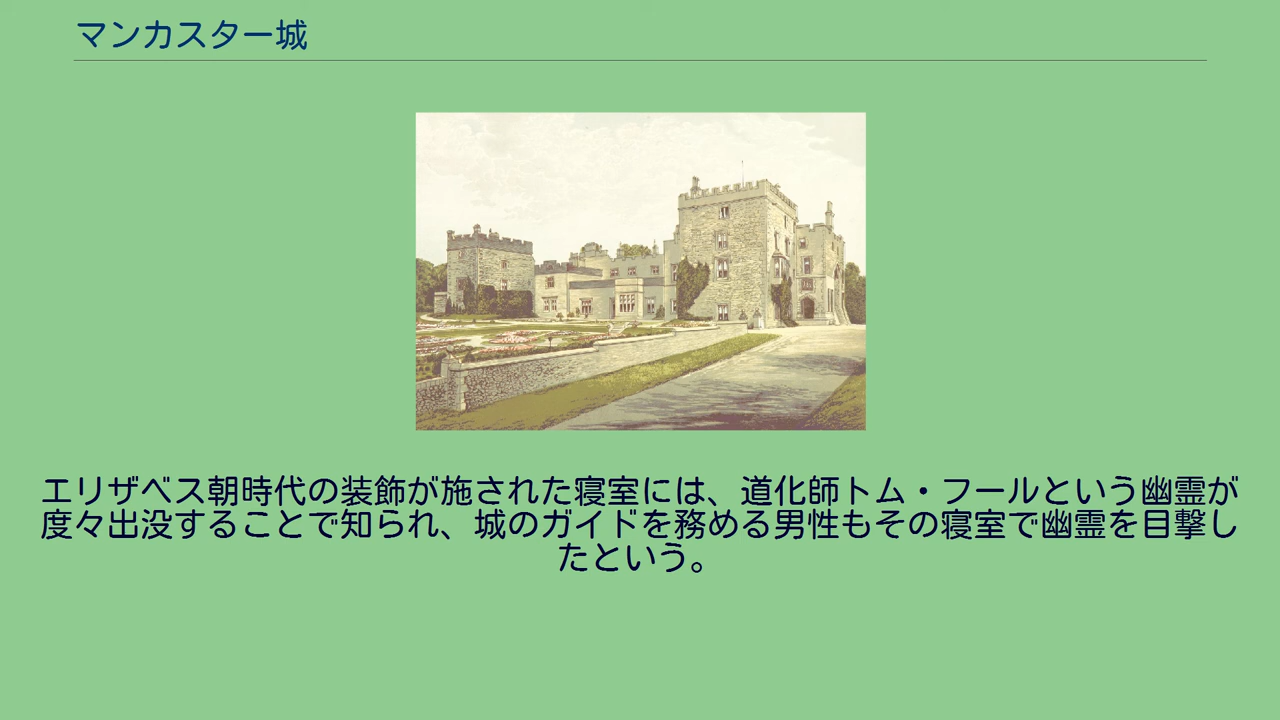 マンカスター城
エリザベス朝時代の装飾が施された寝室には、道化師トム・フールという幽霊が
度々出没することで知られ、城のガイドを務める男性もその寝室で幽霊を目撃し
たという。